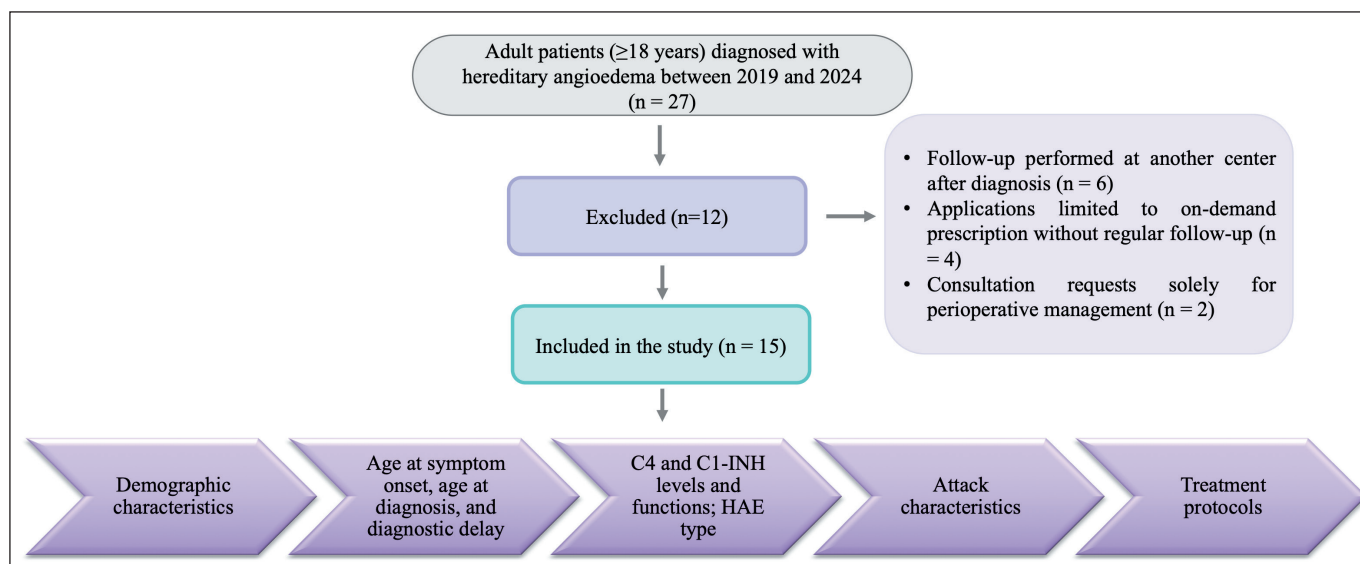 Adult patients (≥18 years) diagnosed with
hereditary angioedema between 2019 and 2024
(n = 27)
Excluded (n=12)
• Follow-up performed at another center
after diagnosis (n = 6)
• Applications limited to on-demand
prescription without regular follow-up (n
= 4)
• Consultation requests solely for
perioperative management (n = 2)
Included in the study (n = 15)
Demographic
characteristics
Age at symptom
onset, age at
diagnosis, and
diagnostic delay
C4 and C1-INH
levels and
functions; HAE
type
Attack
characteristics
Treatment
protocols